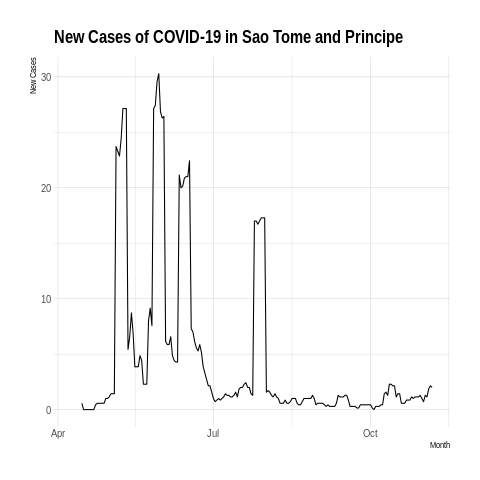 New Cases of COVID-19 in Sao Tome and Principe
New Cases
30
20
10
0
Apr
Jul
Oct
Month